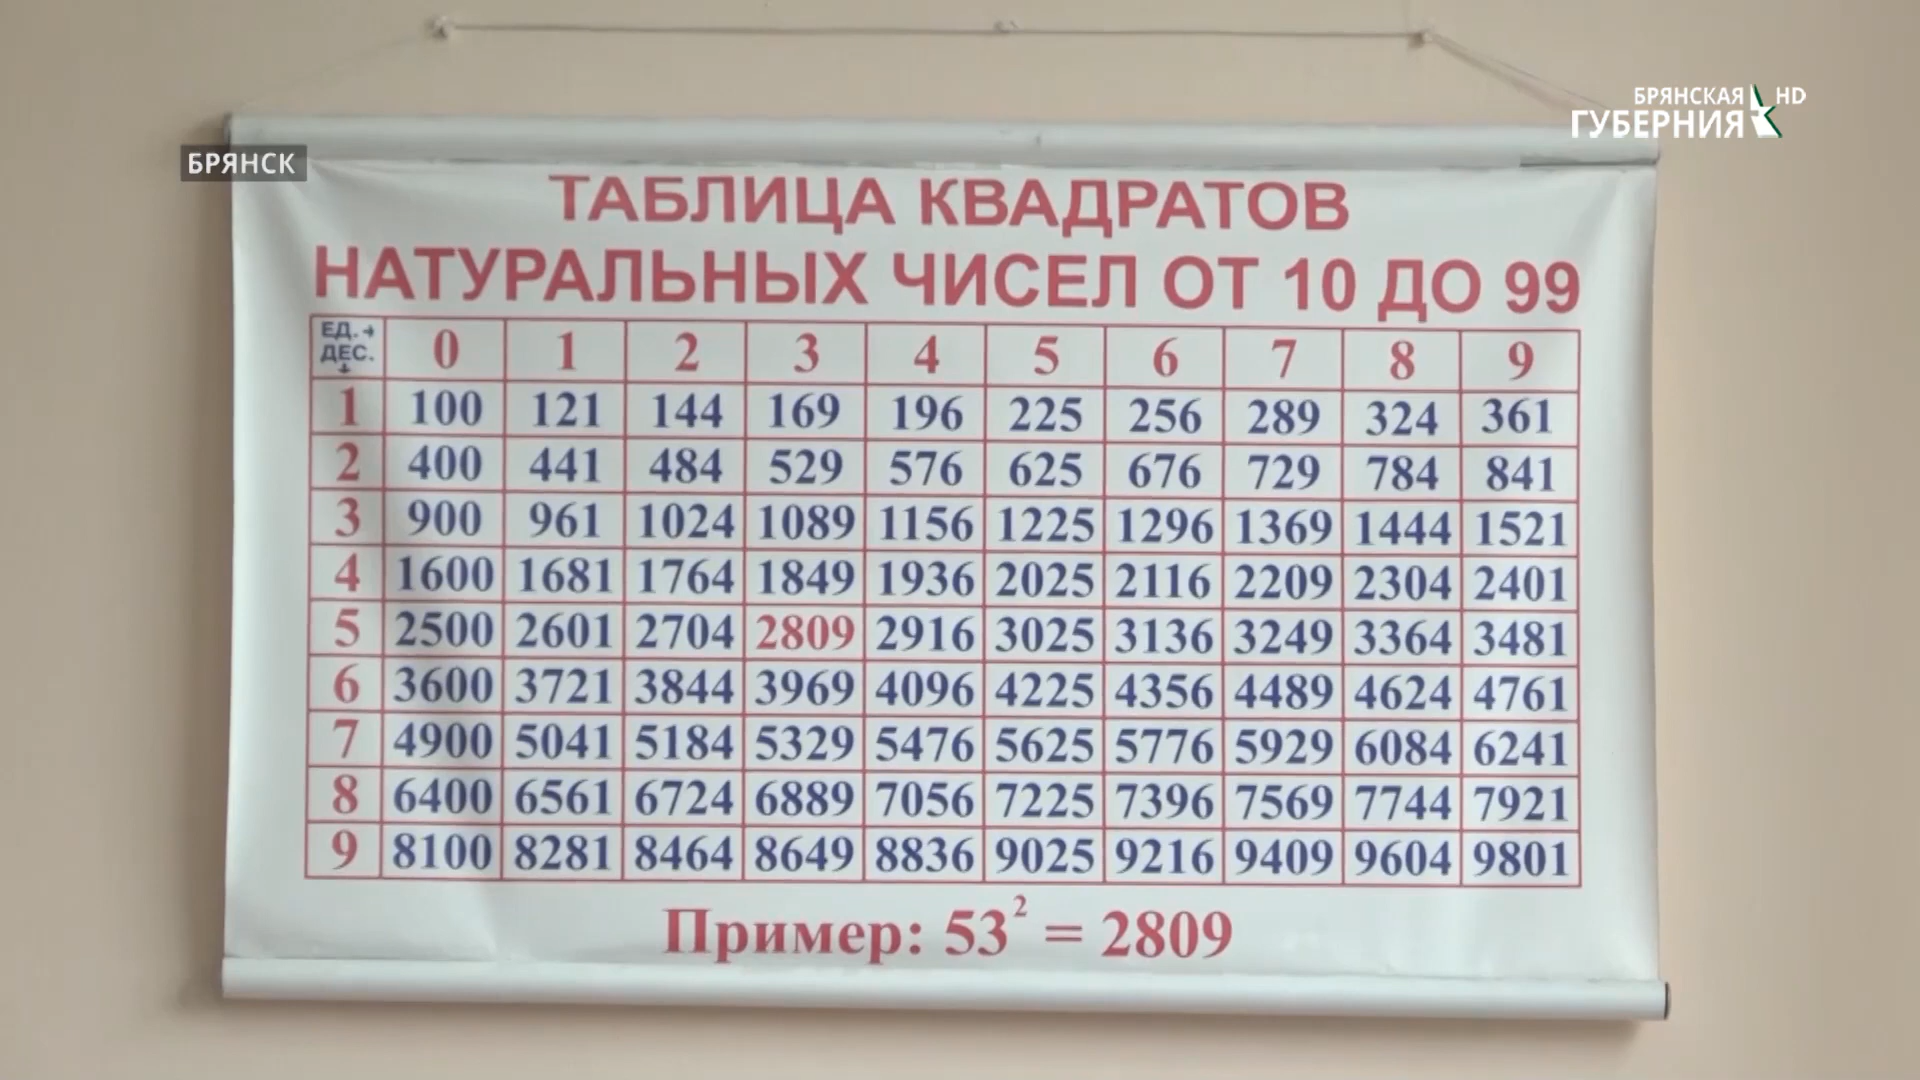 БРЯНСКАЯ HD
ГУБЕРНИЯ
БРЯНСК
ТАБЛИЦА КВАДРАТОВ
НАТУРАЛЬНЫХ ЧИСЕЛ ОТ 10 ДО 99
ЕД. → ДЕС. ↓ 0 1 2 3 4 5 6 7 8 9
1 100 121 144 169 196 225 256 289 324 361
2 400 441 484 529 576 625 676 729 784 841
3 900 961 1024 1089 1156 1225 1296 1369 1444 1521
4 1600 1681 1764 1849 1936 2025 2116 2209 2304 2401
5 2500 2601 2704 2809 2916 3025 3136 3249 3364 3481
6 3600 3721 3844 3969 4096 4225 4356 4489 4624 4761
7 4900 5041 5184 5329 5476 5625 5776 5929 6084 6241
8 6400 6561 6724 6889 7056 7225 7396 7569 7744 7921
9 8100 8281 8464 8649 8836 9025 9216 9409 9604 9801
Пример: 53² = 2809